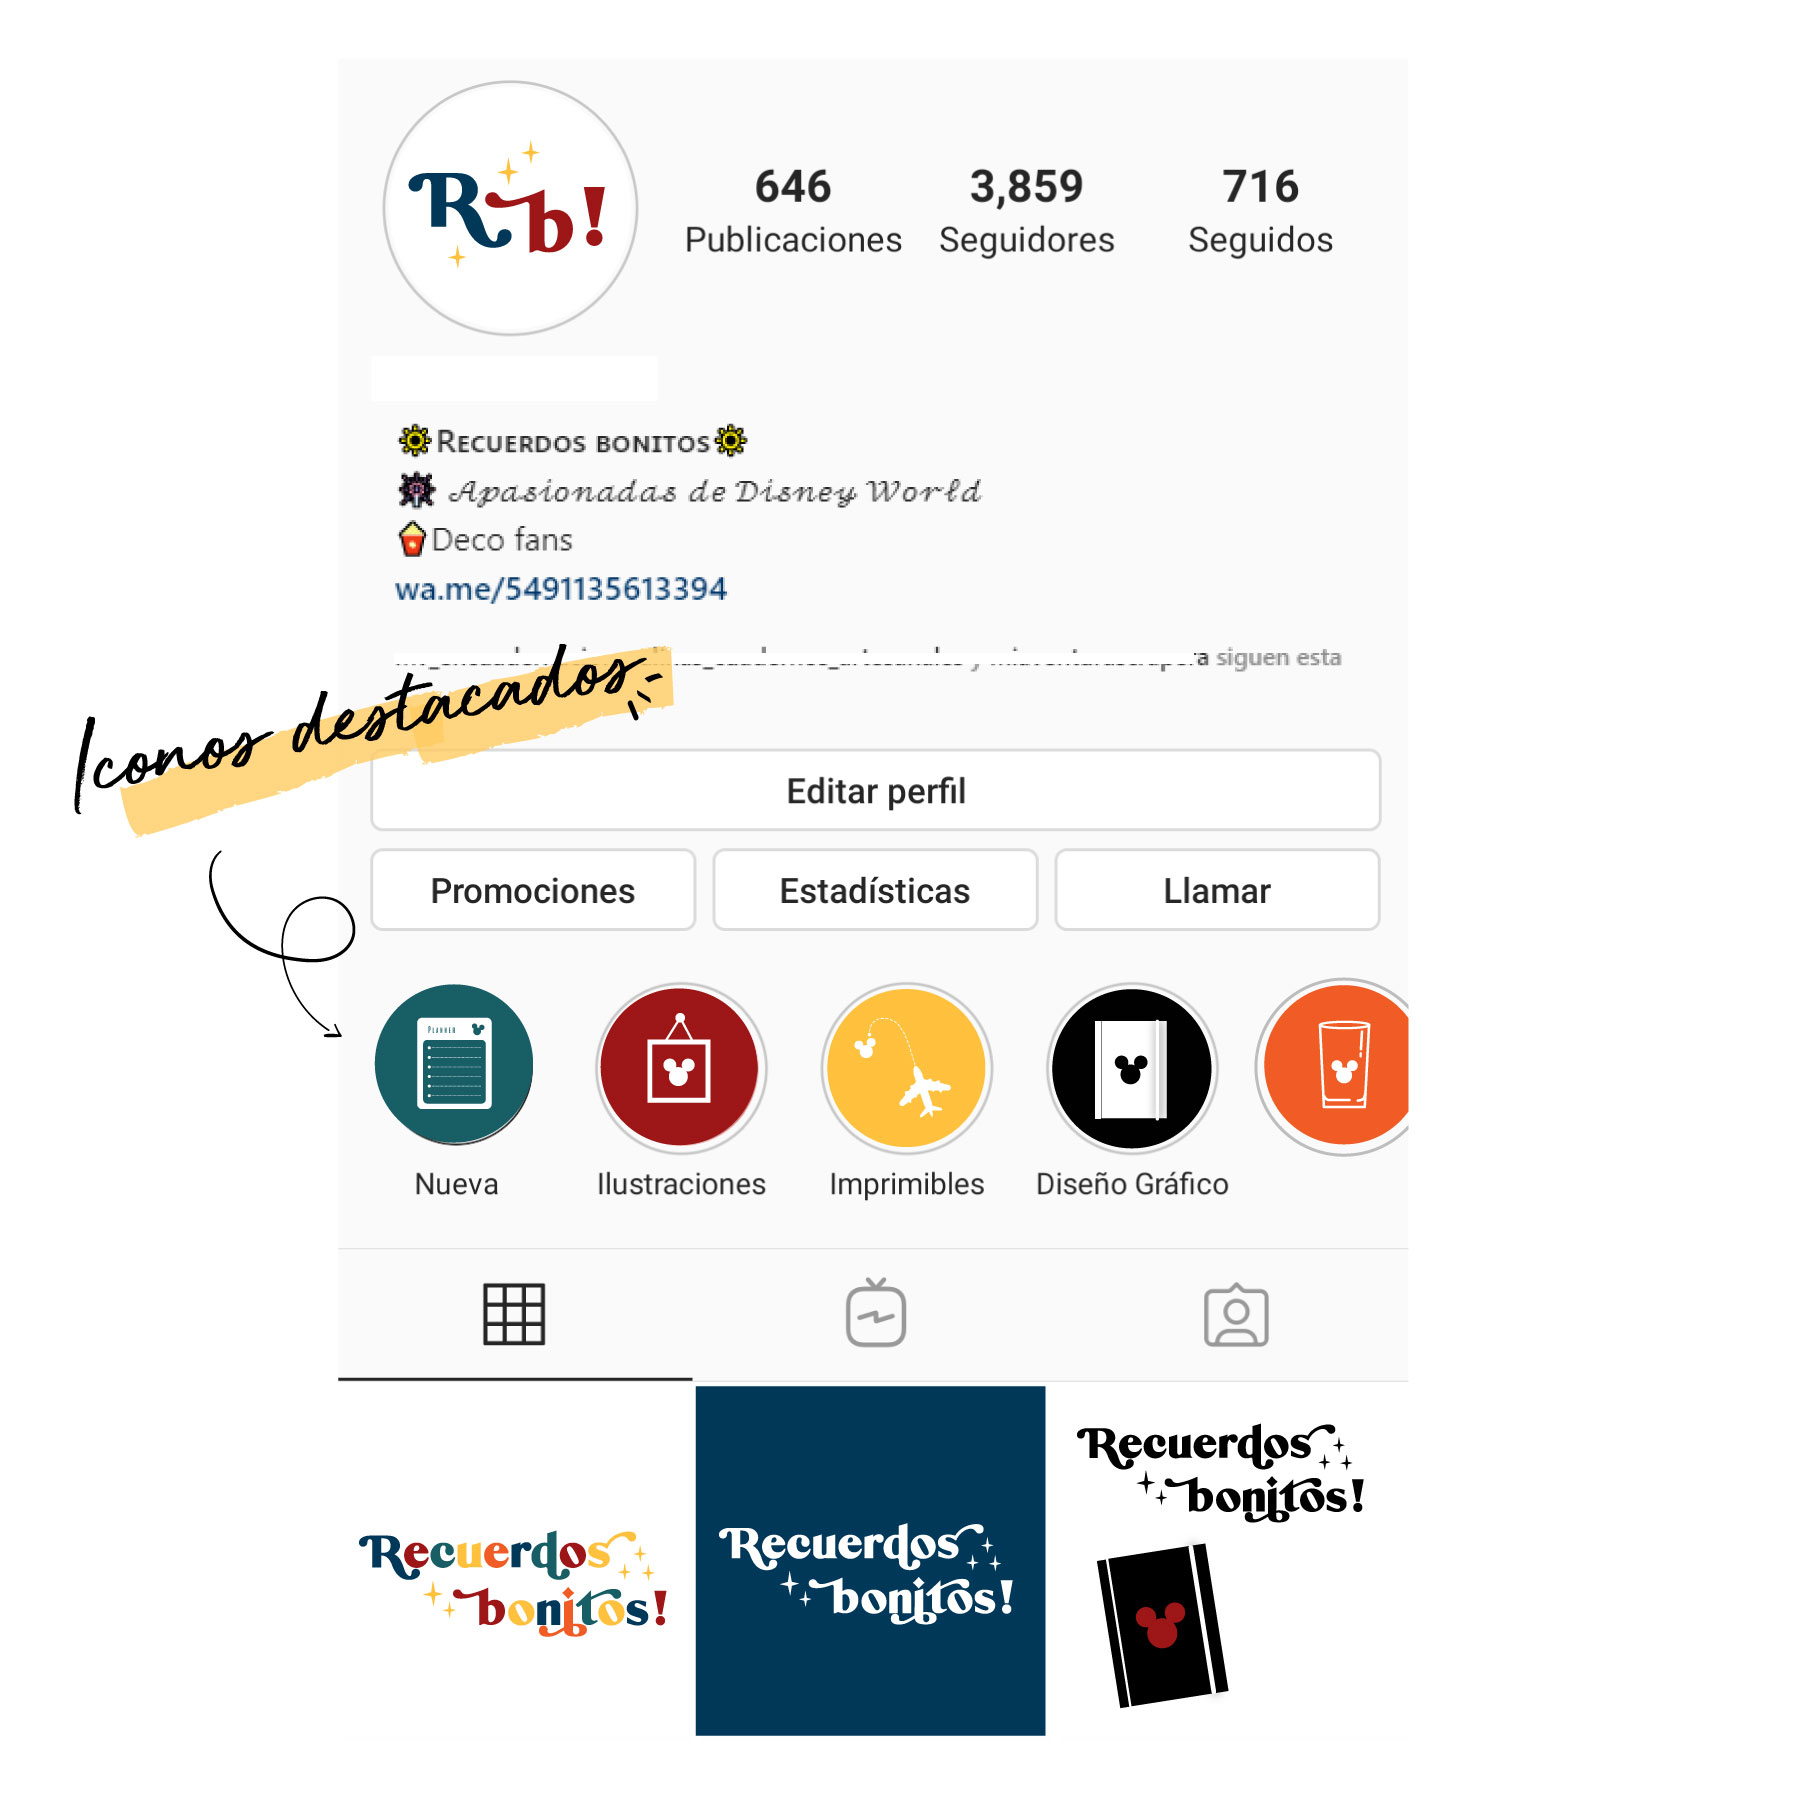 Rb!
646 3,859 716
Publicaciones Seguidores Seguidos
Recuerdos bonitos
Apasionadas de Disney World
Deco fans
wa.me/5491135613394
siguen esta
Iconos destacados
Editar perfil
Promociones Estadísticas Llamar
Planner
Nueva Ilustraciones Imprimibles Diseño Gráfico
Recuerdos
bonitos!
Recuerdos
bonitos!
Recuerdos
bonitos!